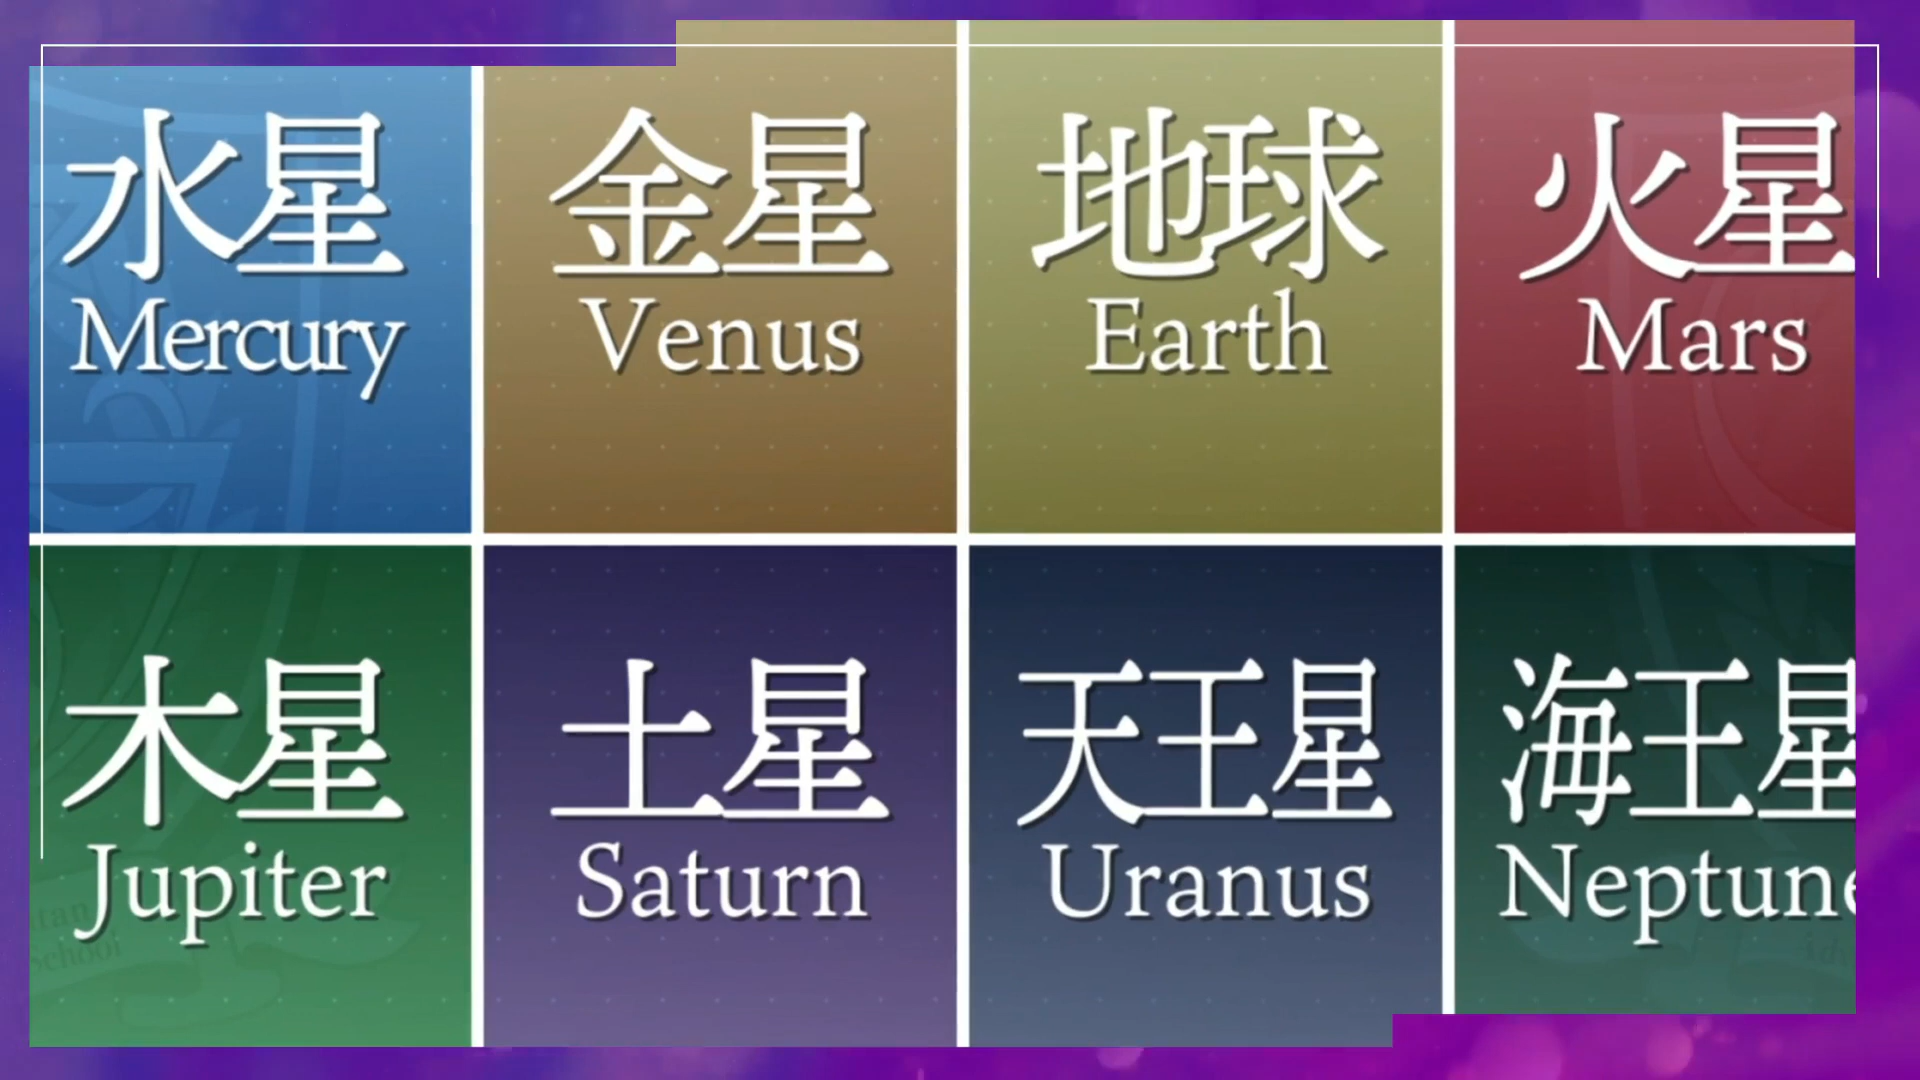 水星
Mercury
金星
Venus
地球
Earth
火星
Mars
木星
Jupiter
土星
Saturn
天王星
Uranus
海王星
Neptune
School